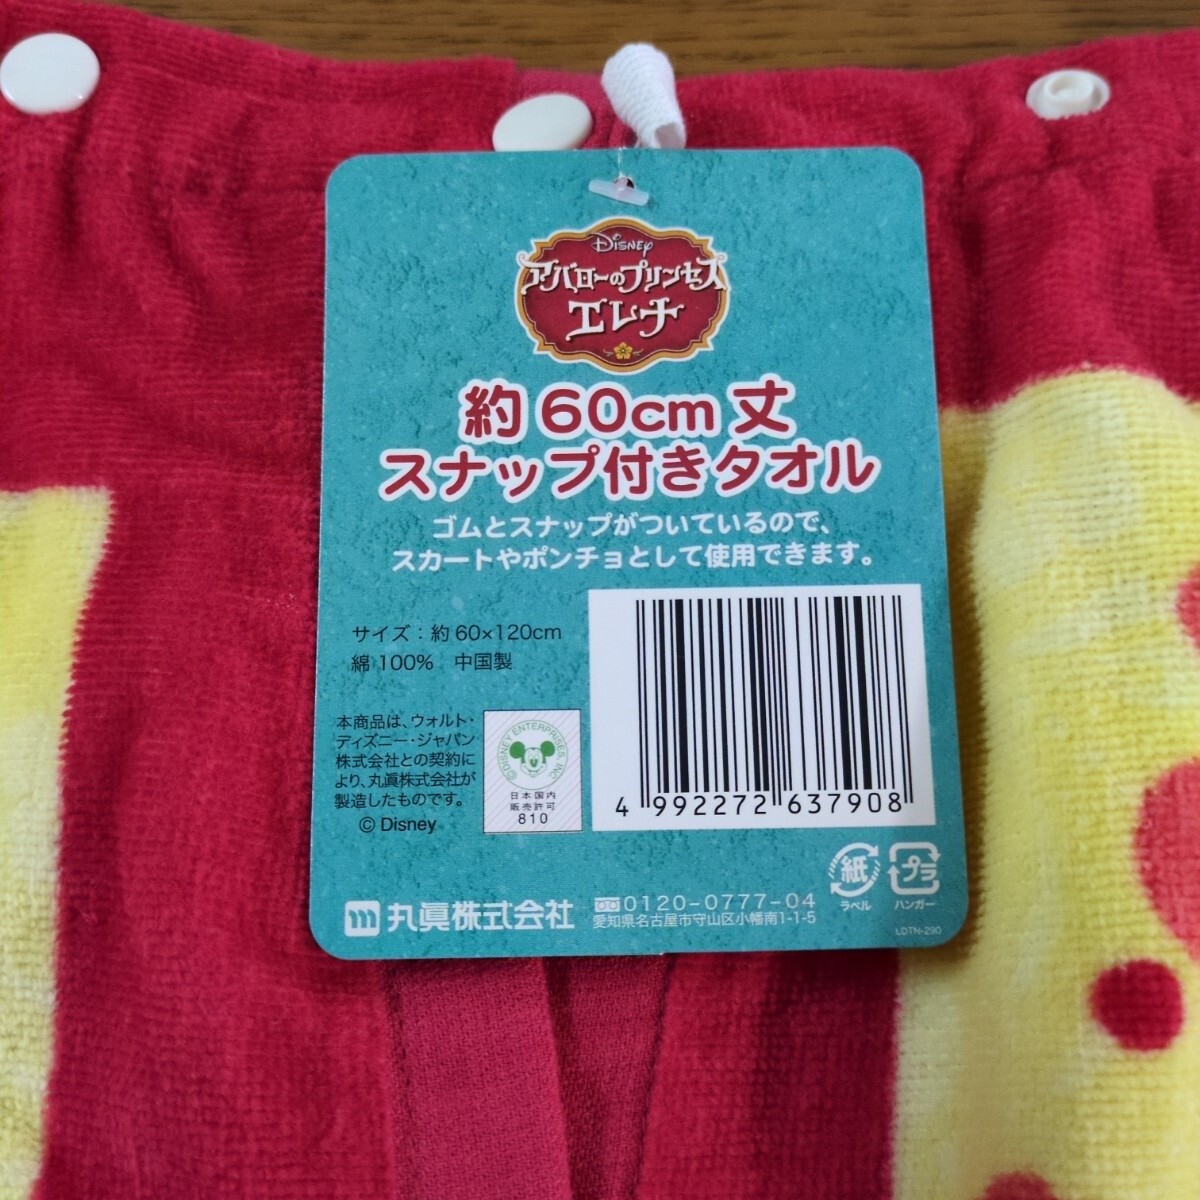 Disney
アバローのプリンセス
エレナ
約60cm丈
スナップ付きタオル
ゴムとスナップがついているので、
スカートやポンチョとして使用できます。
サイズ：約60×120cm
綿100%　中国製
本商品は、ウォルト・
ディズニー・ジャパン
株式会社との契約に
より、丸眞株式会社が
製造したものです。
© Disney
© DISNEY ENTERPRISES, INC.
日本国内
販売許可
810
4 992272 637908
紙
ラベル
プラ
ハンガー
m 丸眞株式会社
0120-0777-04
愛知県名古屋市守山区小幡南1-1-5
LDTN-290